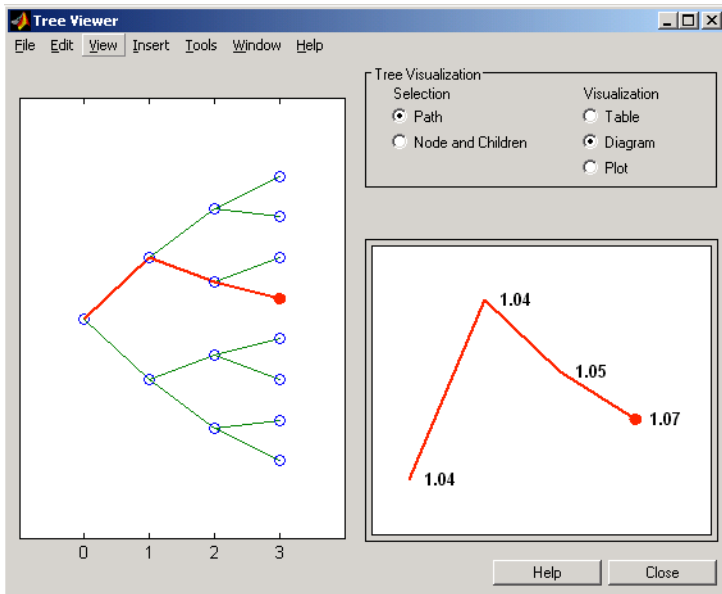 Tree Viewer
File Edit View Insert Tools Window Help
Tree Visualization
Selection Visualization
Path Table
Node and Children Diagram
Plot
1.04
1.05
1.07
1.04
0 1 2 3
Help Close